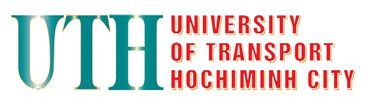 UTH
UNIVERSITY
OF TRANSPORT
HOCHIMINH CITY